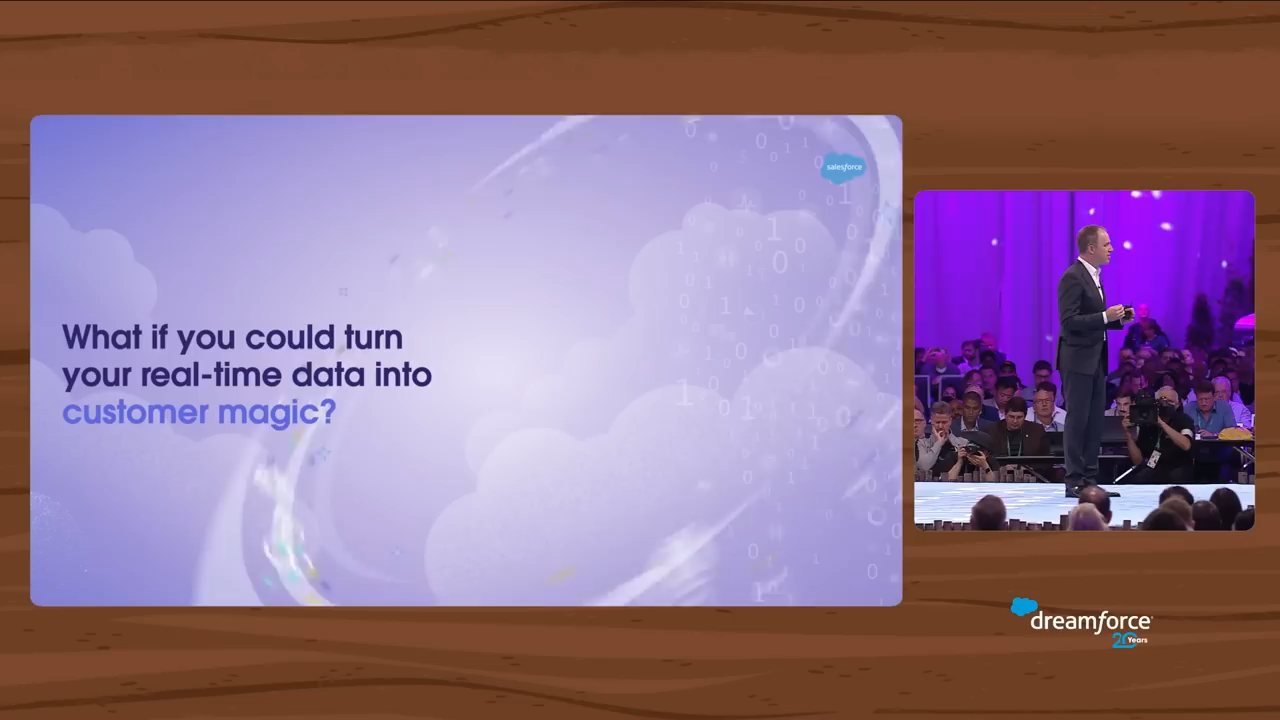 salesforce
What if you could turn
your real-time data into
customer magic?
dreamforce
20 Years